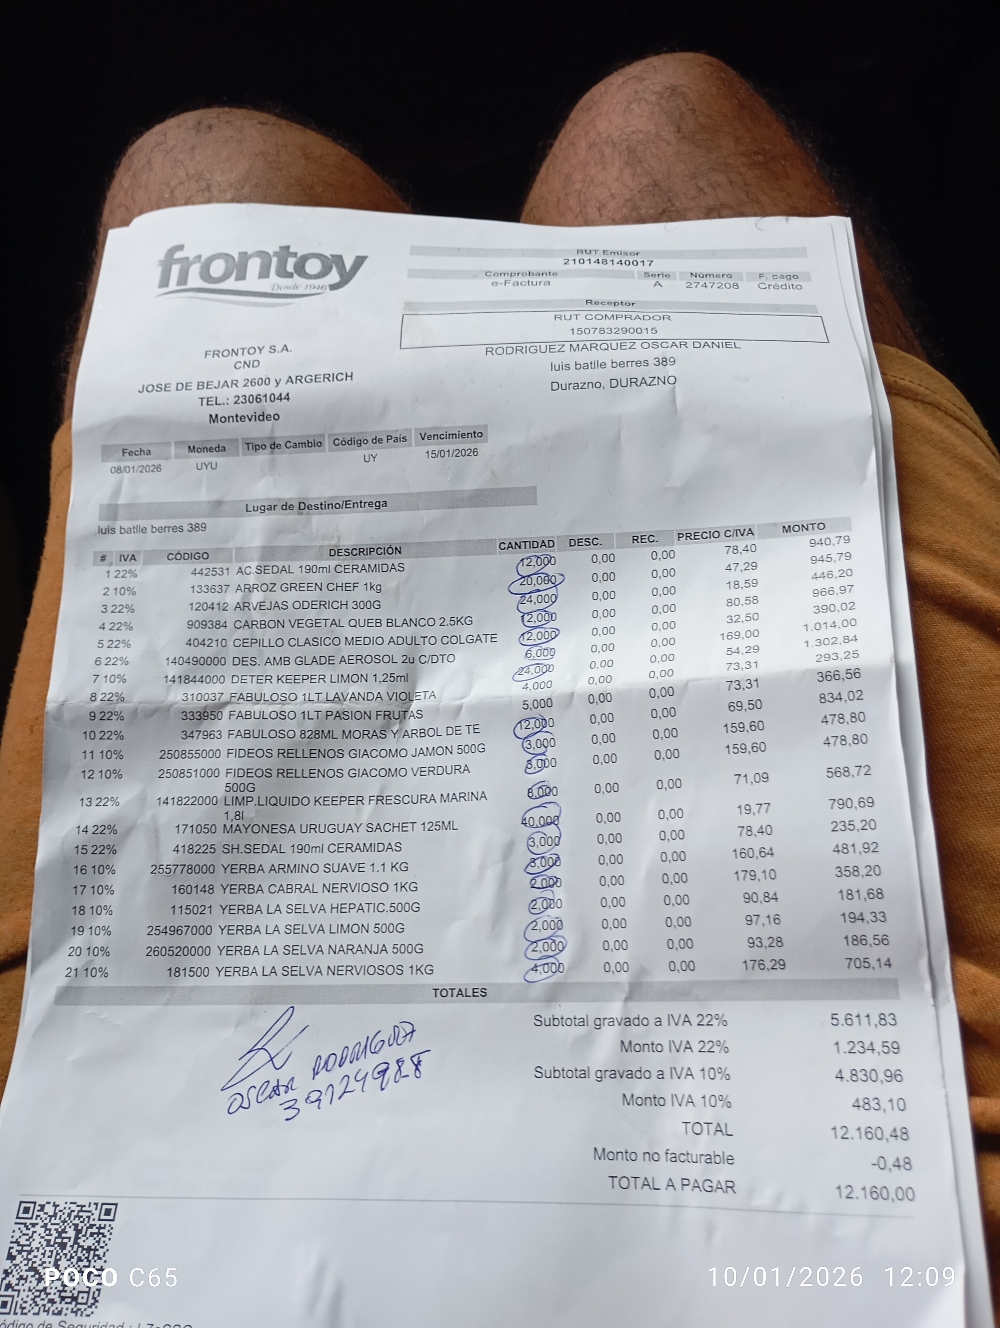 frontoy
Desde 1940
RUT Emisor
210148140017
Comprobante Serie Número F. pago
e-Factura A 2747208 Crédito
Receptor
RUT COMPRADOR
150783290015
RODRIGUEZ MARQUEZ OSCAR DANIEL
luis batlle berres 389
Durazno, DURAZNO
FRONTOY S.A.
CND
JOSE DE BEJAR 2600 y ARGERICH
TEL.: 23061044
Montevideo
Fecha Moneda Tipo de Cambio Código de País Vencimiento
08/01/2026 UYU UY 15/01/2026
Lugar de Destino/Entrega
luis batlle berres 389
# IVA CÓDIGO DESCRIPCIÓN CANTIDAD DESC. REC. PRECIO C/IVA MONTO
1 22% 442531 AC.SEDAL 190ml CERAMIDAS 12,000 0,00 0,00 78,40 940,79
2 10% 133637 ARROZ GREEN CHEF 1kg 20,000 0,00 0,00 47,29 945,79
3 22% 120412 ARVEJAS ODERICH 300G 24,000 0,00 0,00 18,59 446,20
4 22% 909384 CARBON VEGETAL QUEB BLANCO 2.5KG 12,000 0,00 0,00 80,58 966,97
5 22% 404210 CEPILLO CLASICO MEDIO ADULTO COLGATE 12,000 0,00 0,00 32,50 390,02
6 22% 140490000 DES. AMB GLADE AEROSOL 2u C/DTO 6,000 0,00 0,00 169,00 1.014,00
7 10% 141844000 DETER KEEPER LIMON 1,25ml 24,000 0,00 0,00 54,29 1.302,84
8 22% 310037 FABULOSO 1LT LAVANDA VIOLETA 4,000 0,00 0,00 73,31 293,25
9 22% 333950 FABULOSO 1LT PASION FRUTAS 5,000 0,00 0,00 73,31 366,56
10 22% 347963 FABULOSO 828ML MORAS Y ARBOL DE TE 12,000 0,00 0,00 69,50 834,02
11 10% 250855000 FIDEOS RELLENOS GIACOMO JAMON 500G 3,000 0,00 0,00 159,60 478,80
12 10% 250851000 FIDEOS RELLENOS GIACOMO VERDURA 3,000 0,00 0,00 159,60 478,80
500G
13 22% 141822000 LIMP.LIQUIDO KEEPER FRESCURA MARINA 8,000 0,00 0,00 71,09 568,72
1,8l
14 22% 171050 MAYONESA URUGUAY SACHET 125ML 40,000 0,00 0,00 19,77 790,69
15 22% 418225 SH.SEDAL 190ml CERAMIDAS 3,000 0,00 0,00 78,40 235,20
16 10% 255778000 YERBA ARMINO SUAVE 1.1 KG 3,000 0,00 0,00 160,64 481,92
17 10% 160148 YERBA CABRAL NERVIOSO 1KG 2,000 0,00 0,00 179,10 358,20
18 10% 115021 YERBA LA SELVA HEPATIC.500G 2,000 0,00 0,00 90,84 181,68
19 10% 254967000 YERBA LA SELVA LIMON 500G 2,000 0,00 0,00 97,16 194,33
20 10% 260520000 YERBA LA SELVA NARANJA 500G 2,000 0,00 0,00 93,28 186,56
21 10% 181500 YERBA LA SELVA NERVIOSOS 1KG 4,000 0,00 0,00 176,29 705,14
TOTALES
Subtotal gravado a IVA 22% 5.611,83
Monto IVA 22% 1.234,59
Subtotal gravado a IVA 10% 4.830,96
Monto IVA 10% 483,10
TOTAL 12.160,48
Monto no facturable -0,48
TOTAL A PAGAR 12.160,00
OSCAR RODRIGUEZ
39124988
POCO C65
10/01/2026 12:09